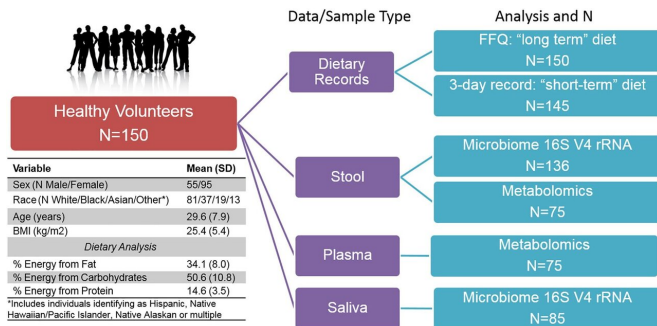 Data/Sample Type
Analysis and N
Healthy Volunteers
N=150
Variable Mean (SD)
Sex (N Male/Female) 55/95
Race (N White/Black/Asian/Other*) 81/37/19/13
Age (years) 29.6 (7.9)
BMI (kg/m2) 25.4 (5.4)
Dietary Analysis
% Energy from Fat 34.1 (8.0)
% Energy from Carbohydrates 50.6 (10.8)
% Energy from Protein 14.6 (3.5)
*Includes individuals identifying as Hispanic, Native
Hawaiian/Pacific Islander, Native Alaskan or multiple
Dietary
Records
Stool
Plasma
Saliva
FFQ: “long term” diet
N=150
3-day record: “short-term” diet
N=145
Microbiome 16S V4 rRNA
N=136
Metabolomics
N=75
Metabolomics
N=75
Microbiome 16S V4 rRNA
N=85